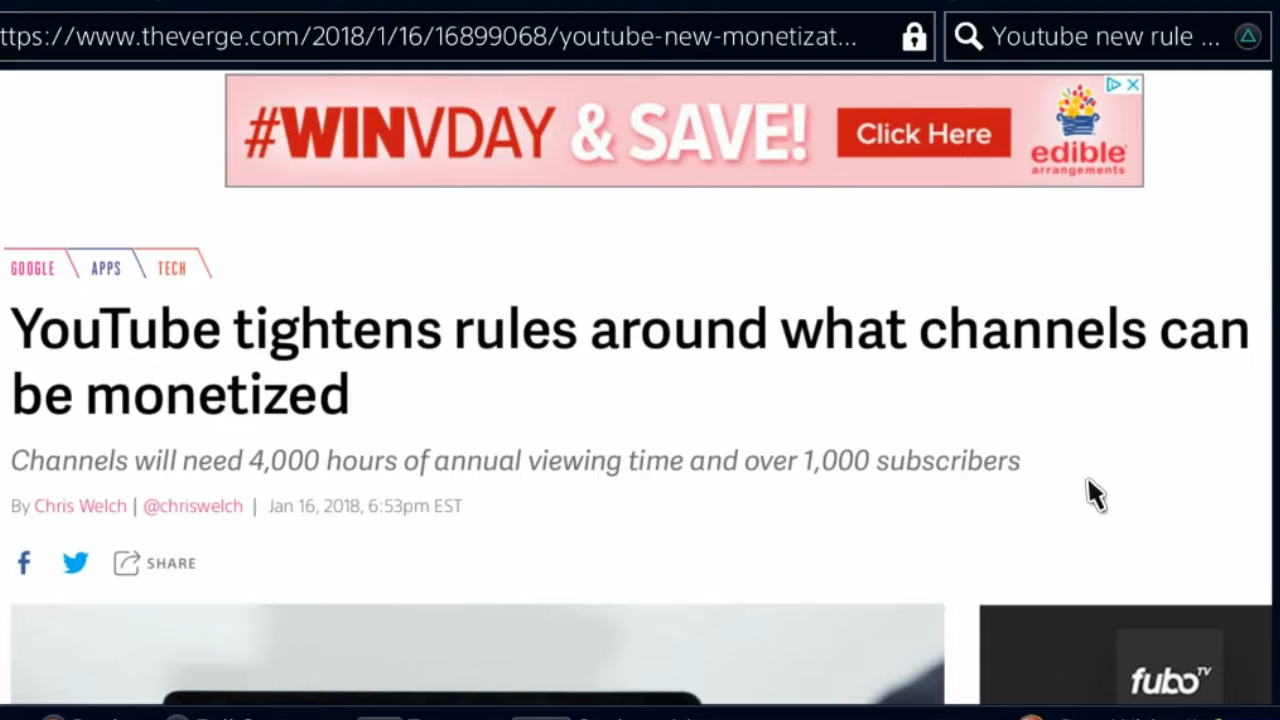 ttps://www.theverge.com/2018/1/16/16899068/youtube-new-monetizat...
Youtube new rule ...
#WINVDAY & SAVE!
Click Here
edible
arrangements
GOOGLE
APPS
TECH
YouTube tightens rules around what channels can
be monetized
Channels will need 4,000 hours of annual viewing time and over 1,000 subscribers
By Chris Welch | @chriswelch | Jan 16, 2018, 6:53pm EST
SHARE
fuboTV